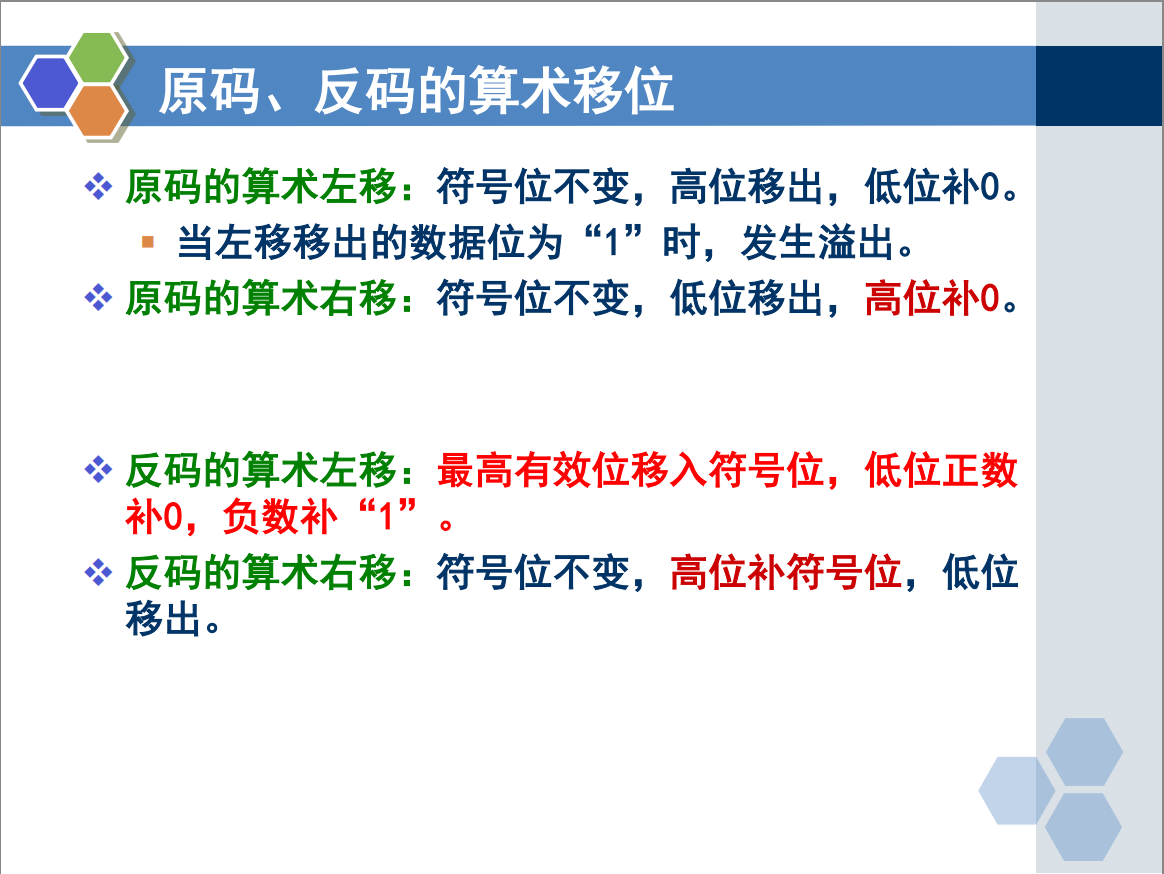 原码、反码的算术移位
原码的算术左移：符号位不变，高位移出，低位补0。
当左移移出的数据位为“1”时，发生溢出。
原码的算术右移：符号位不变，低位移出，高位补0。
反码的算术左移：最高有效位移入符号位，低位正数
补0，负数补“1”。
反码的算术右移：符号位不变，高位补符号位，低位
移出。